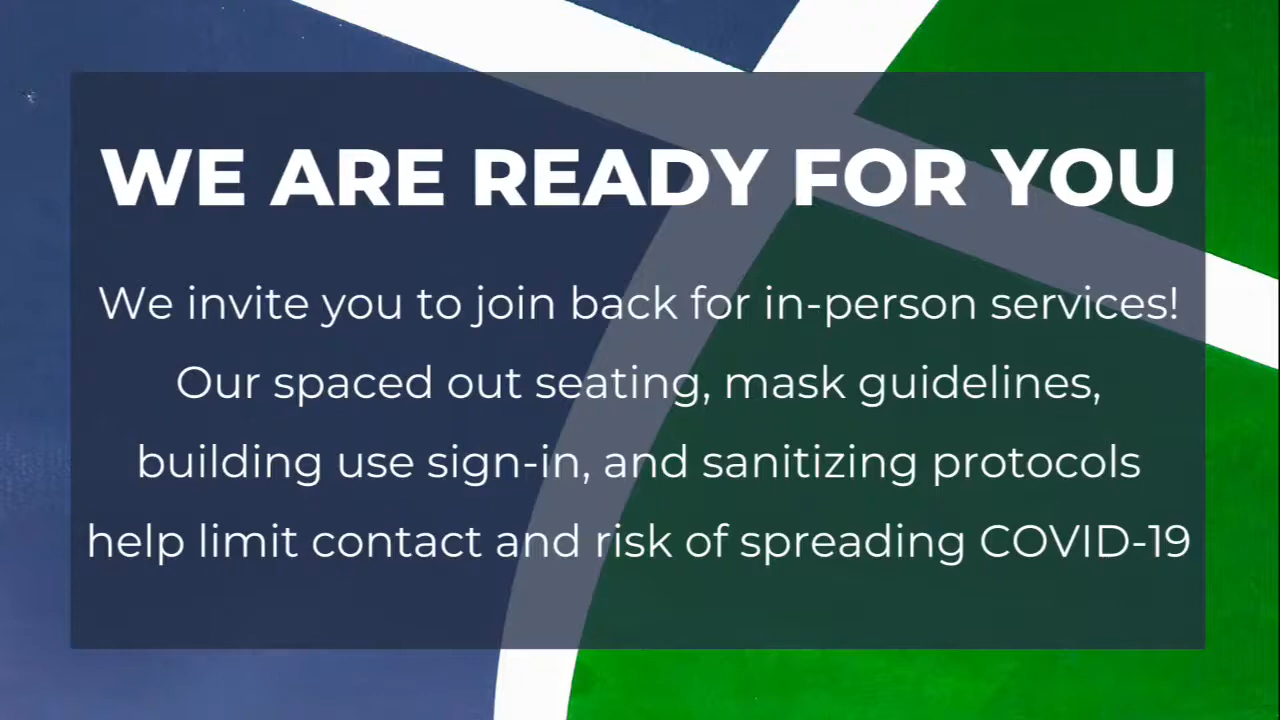 WE ARE READY FOR YOU
We invite you to join back for in-person services!
Our spaced out seating, mask guidelines,
building use sign-in, and sanitizing protocols
help limit contact and risk of spreading COVID-19